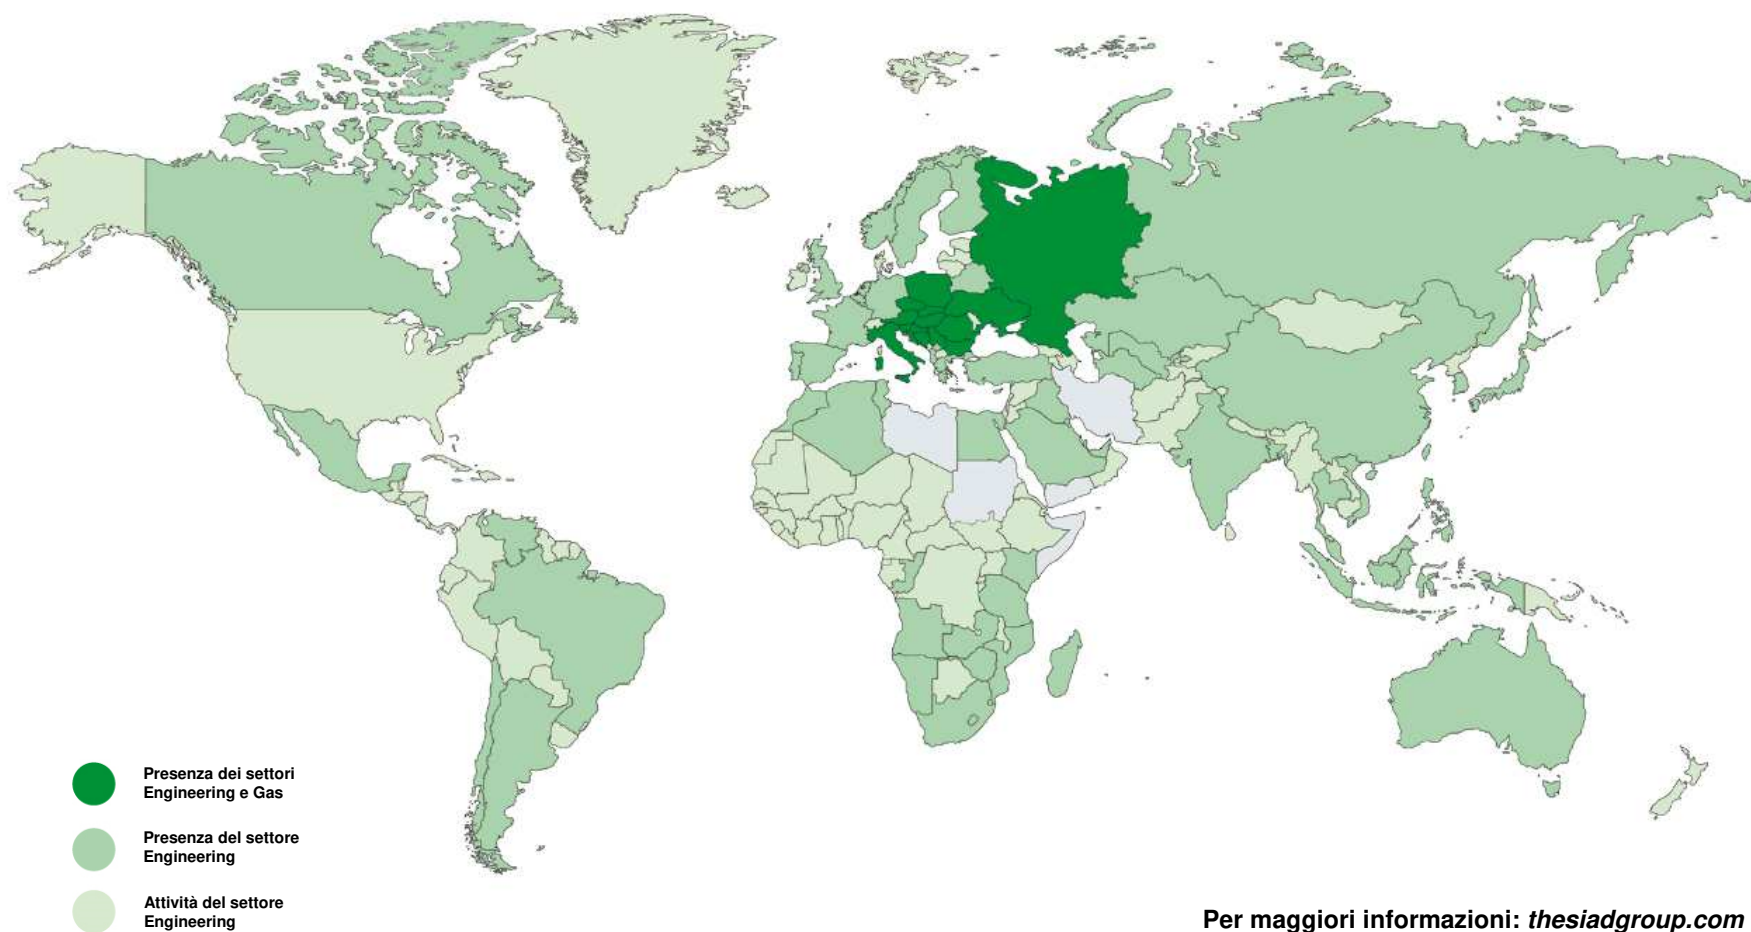 Presenza dei settori
Engineering e Gas
Presenza del settore
Engineering
Attività del settore
Engineering
Per maggiori informazioni: thesiadgroup.com